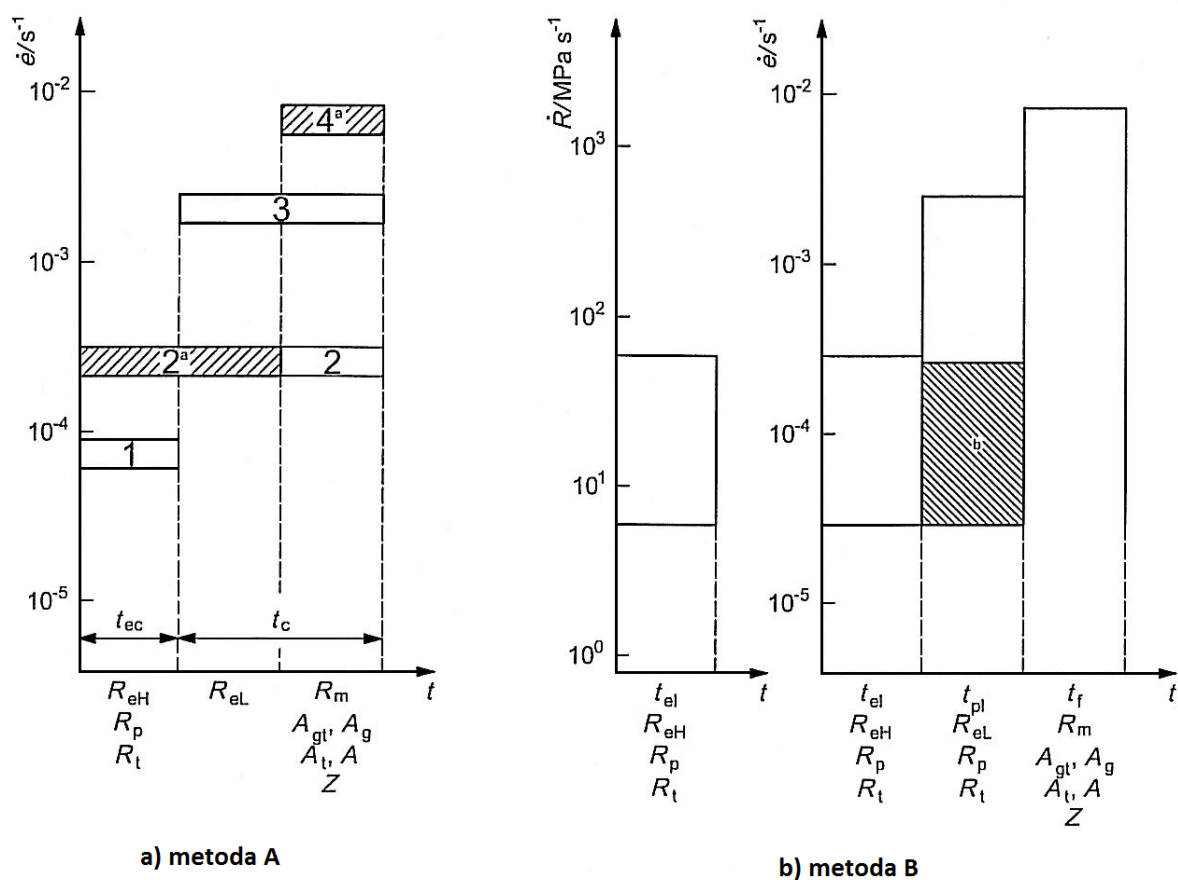 ė/s⁻¹
10⁻²
10⁻³
10⁻⁴
10⁻⁵
4ᵃ⁾
3
2ᵃ⁾ 2
1
t_ec t_c
R_eH R_eL R_m t
R_p A_gt, A_g
R_t A_t, A
Z
a) metoda A
Ṙ/MPa s⁻¹
10³
10²
10¹
10⁰
t_el
R_eH
R_p
R_t
ė/s⁻¹
10⁻²
10⁻³
10⁻⁴
10⁻⁵
b
t_el t_pl t_f t
R_eH R_eL R_m
R_p R_p A_gt, A_g
R_t R_t A_t, A
Z
b) metoda B